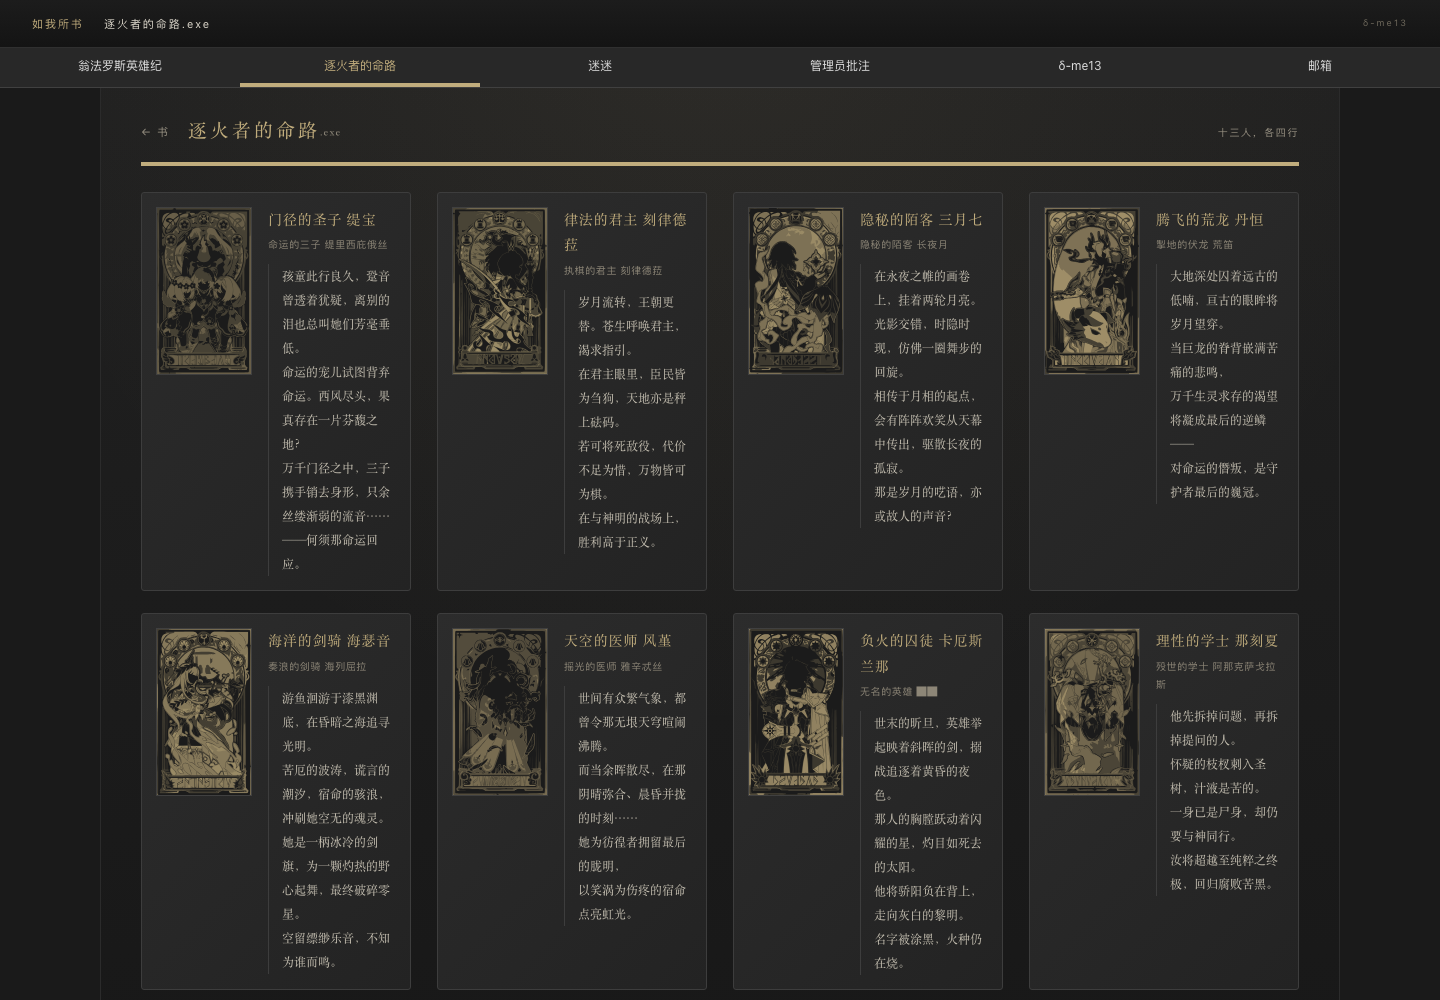 如我所书 逐火者的命路.exe δ-me13
翁法罗斯英雄纪 逐火者的命路 迷迷 管理员批注 δ-me13 邮箱
← 书 逐火者的命路.exe 十三人，各四行
门径的圣子 缇宝
命运的三子 缇里西庇俄丝
孩童此行良久，跫音
曾透着犹疑，离别的
泪也总叫她们芳毫垂
低。
命运的宠儿试图背弃
命运。西风尽头，果
真存在一片芬馥之
地？
万千门径之中，三子
携手销去身形，只余
丝缕渐弱的流音……
——何须那命运回
应。
律法的君主 刻律德
菈
执棋的君主 刻律德菈
岁月流转，王朝更
替。苍生呼唤君主，
渴求指引。
在君主眼里，臣民皆
为刍狗，天地亦是秤
上砝码。
若可将死敌役，代价
不足为惜，万物皆可
为棋。
在与神明的战场上，
胜利高于正义。
隐秘的陌客 三月七
隐秘的陌客 长夜月
在永夜之帷的画卷
上，挂着两轮月亮。
光影交错，时隐时
现，仿佛一圈舞步的
回旋。
相传于月相的起点，
会有阵阵欢笑从天幕
中传出，驱散长夜的
孤寂。
那是岁月的呓语，亦
或故人的声音？
腾飞的荒龙 丹恒
掣地的伏龙 荒笛
大地深处囚着远古的
低喃，亘古的眼眸将
岁月望穿。
当巨龙的脊背嵌满苦
痛的悲鸣，
万千生灵求存的渴望
将凝成最后的逆鳞
——
对命运的僭叛，是守
护者最后的巍冠。
海洋的剑骑 海瑟音
奏浪的剑骑 海列屈拉
游鱼洄游于漆黑渊
底，在昏暗之海追寻
光明。
苦厄的波涛，谎言的
潮汐，宿命的骇浪，
冲刷她空无的魂灵。
她是一柄冰冷的剑
旗，为一颗灼热的野
心起舞，最终破碎零
星。
空留缥缈乐音，不知
为谁而鸣。
天空的医师 风堇
摇光的医师 雅辛忒丝
世间有众繁气象，都
曾令那无垠天穹喧闹
沸腾。
而当余晖散尽，在那
阴晴弥合、晨昏并拢
的时刻……
她为彷徨者拥留最后
的胧明，
以笑涡为伤疼的宿命
点亮虹光。
负火的囚徒 卡厄斯
兰那
无名的英雄 ██
世末的昕旦，英雄举
起映着斜晖的剑，搦
战追逐着黄昏的夜
色。
那人的胸膛跃动着闪
耀的星，灼目如死去
的太阳。
他将骄阳负在背上，
走向灰白的黎明。
名字被涂黑，火种仍
在烧。
理性的学士 那刻夏
殁世的学士 阿那克萨戈拉
斯
他先拆掉问题，再拆
掉提问的人。
怀疑的枝杈刺入圣
树，汁液是苦的。
一身已是尸身，却仍
要与神同行。
汝将超越至纯粹之终
极，回归腐败苦黑。